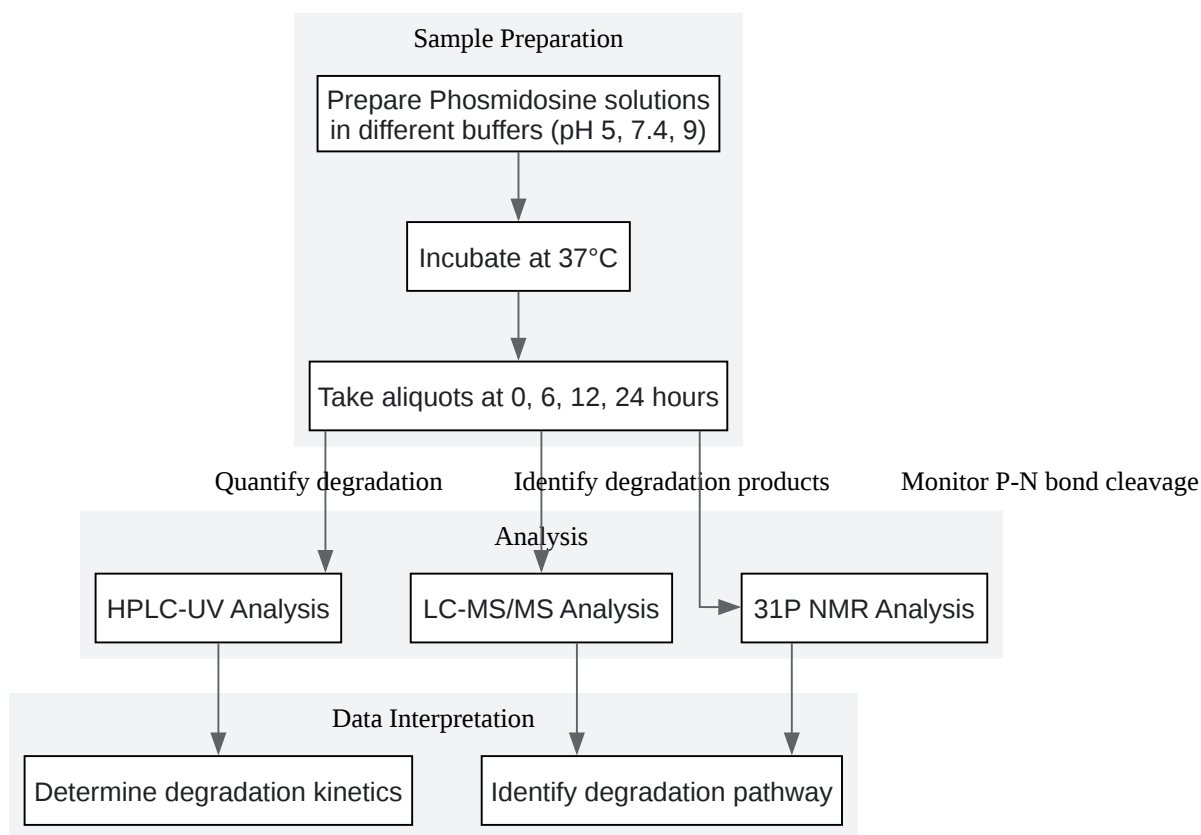 Sample Preparation
Prepare Phosmidosine solutions
in different buffers (pH 5, 7.4, 9)
Incubate at 37°C
Take aliquots at 0, 6, 12, 24 hours
Quantify degradation
Identify degradation products
Monitor P-N bond cleavage
Analysis
HPLC-UV Analysis
LC-MS/MS Analysis
31P NMR Analysis
Data Interpretation
Determine degradation kinetics
Identify degradation pathway